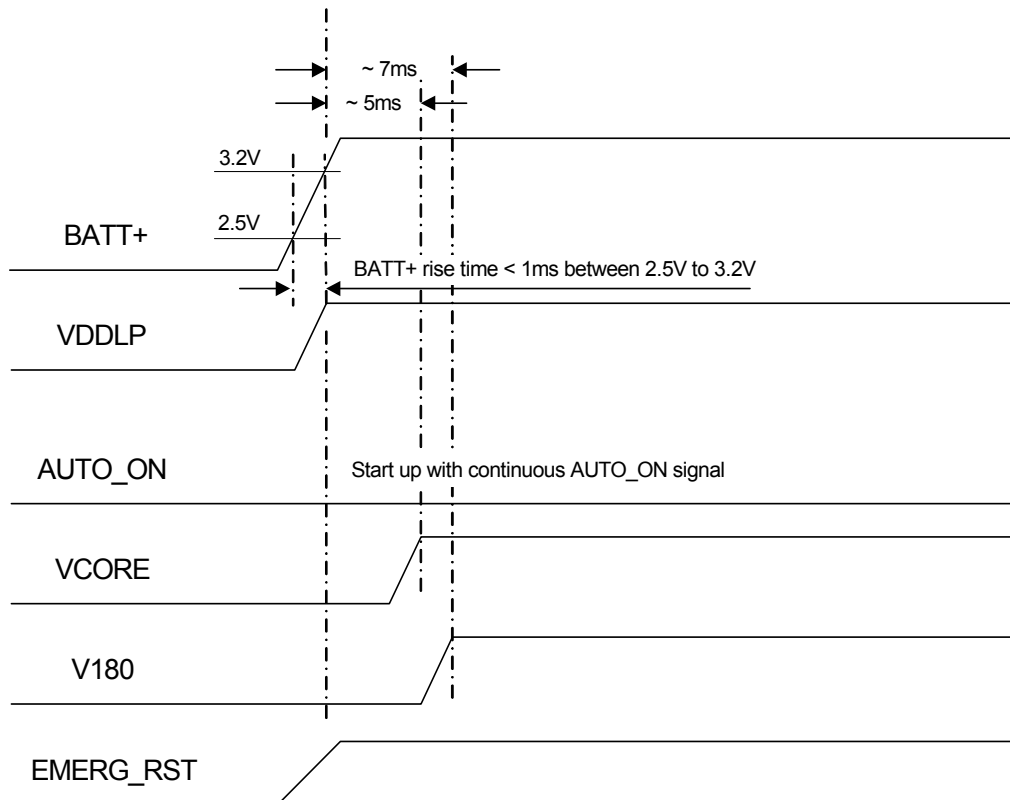 ~ 7ms
~ 5ms
3.2V
2.5V
BATT+
BATT+ rise time < 1ms between 2.5V to 3.2V
VDDLP
AUTO_ON
Start up with continuous AUTO_ON signal
VCORE
V180
EMERG_RST